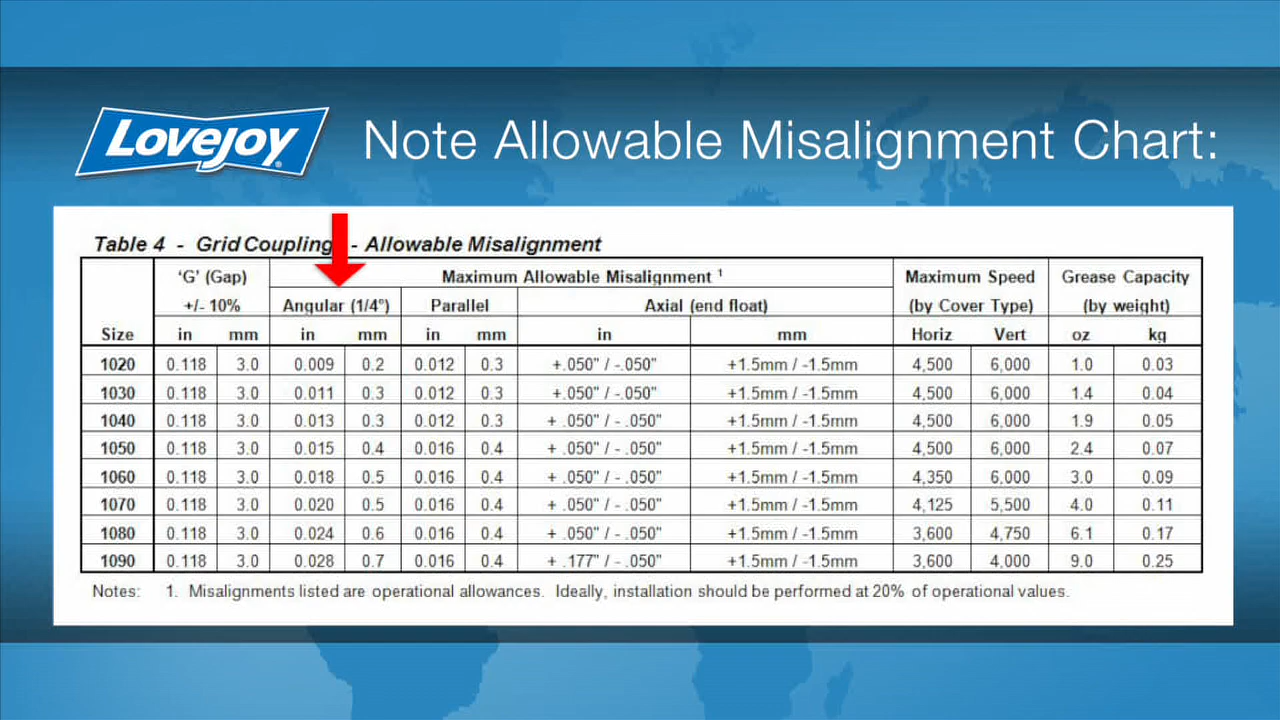 Lovejoy® Note Allowable Misalignment Chart:
Table 4 - Grid Coupling - Allowable Misalignment
'G' (Gap) Maximum Allowable Misalignment 1 Maximum Speed Grease Capacity
+/- 10% Angular (1/4°) Parallel Axial (end float) (by Cover Type) (by weight)
Size in mm in mm in mm in mm Horiz Vert oz kg
1020 0.118 3.0 0.009 0.2 0.012 0.3 +.050" / -.050" +1.5mm / -1.5mm 4,500 6,000 1.0 0.03
1030 0.118 3.0 0.011 0.3 0.012 0.3 +.050" / -.050" +1.5mm / -1.5mm 4,500 6,000 1.4 0.04
1040 0.118 3.0 0.013 0.3 0.012 0.3 + .050" / - .050" +1.5mm / -1.5mm 4,500 6,000 1.9 0.05
1050 0.118 3.0 0.015 0.4 0.016 0.4 + .050" / - .050" +1.5mm / -1.5mm 4,500 6,000 2.4 0.07
1060 0.118 3.0 0.018 0.5 0.016 0.4 + .050" / - .050" +1.5mm / -1.5mm 4,350 6,000 3.0 0.09
1070 0.118 3.0 0.020 0.5 0.016 0.4 + .050" / - .050" +1.5mm / -1.5mm 4,125 5,500 4.0 0.11
1080 0.118 3.0 0.024 0.6 0.016 0.4 + .050" / - .050" +1.5mm / -1.5mm 3,600 4,750 6.1 0.17
1090 0.118 3.0 0.028 0.7 0.016 0.4 + .177" / -.050" +1.5mm / -1.5mm 3,600 4,000 9.0 0.25
Notes: 1. Misalignments listed are operational allowances. Ideally, installation should be performed at 20% of operational values.